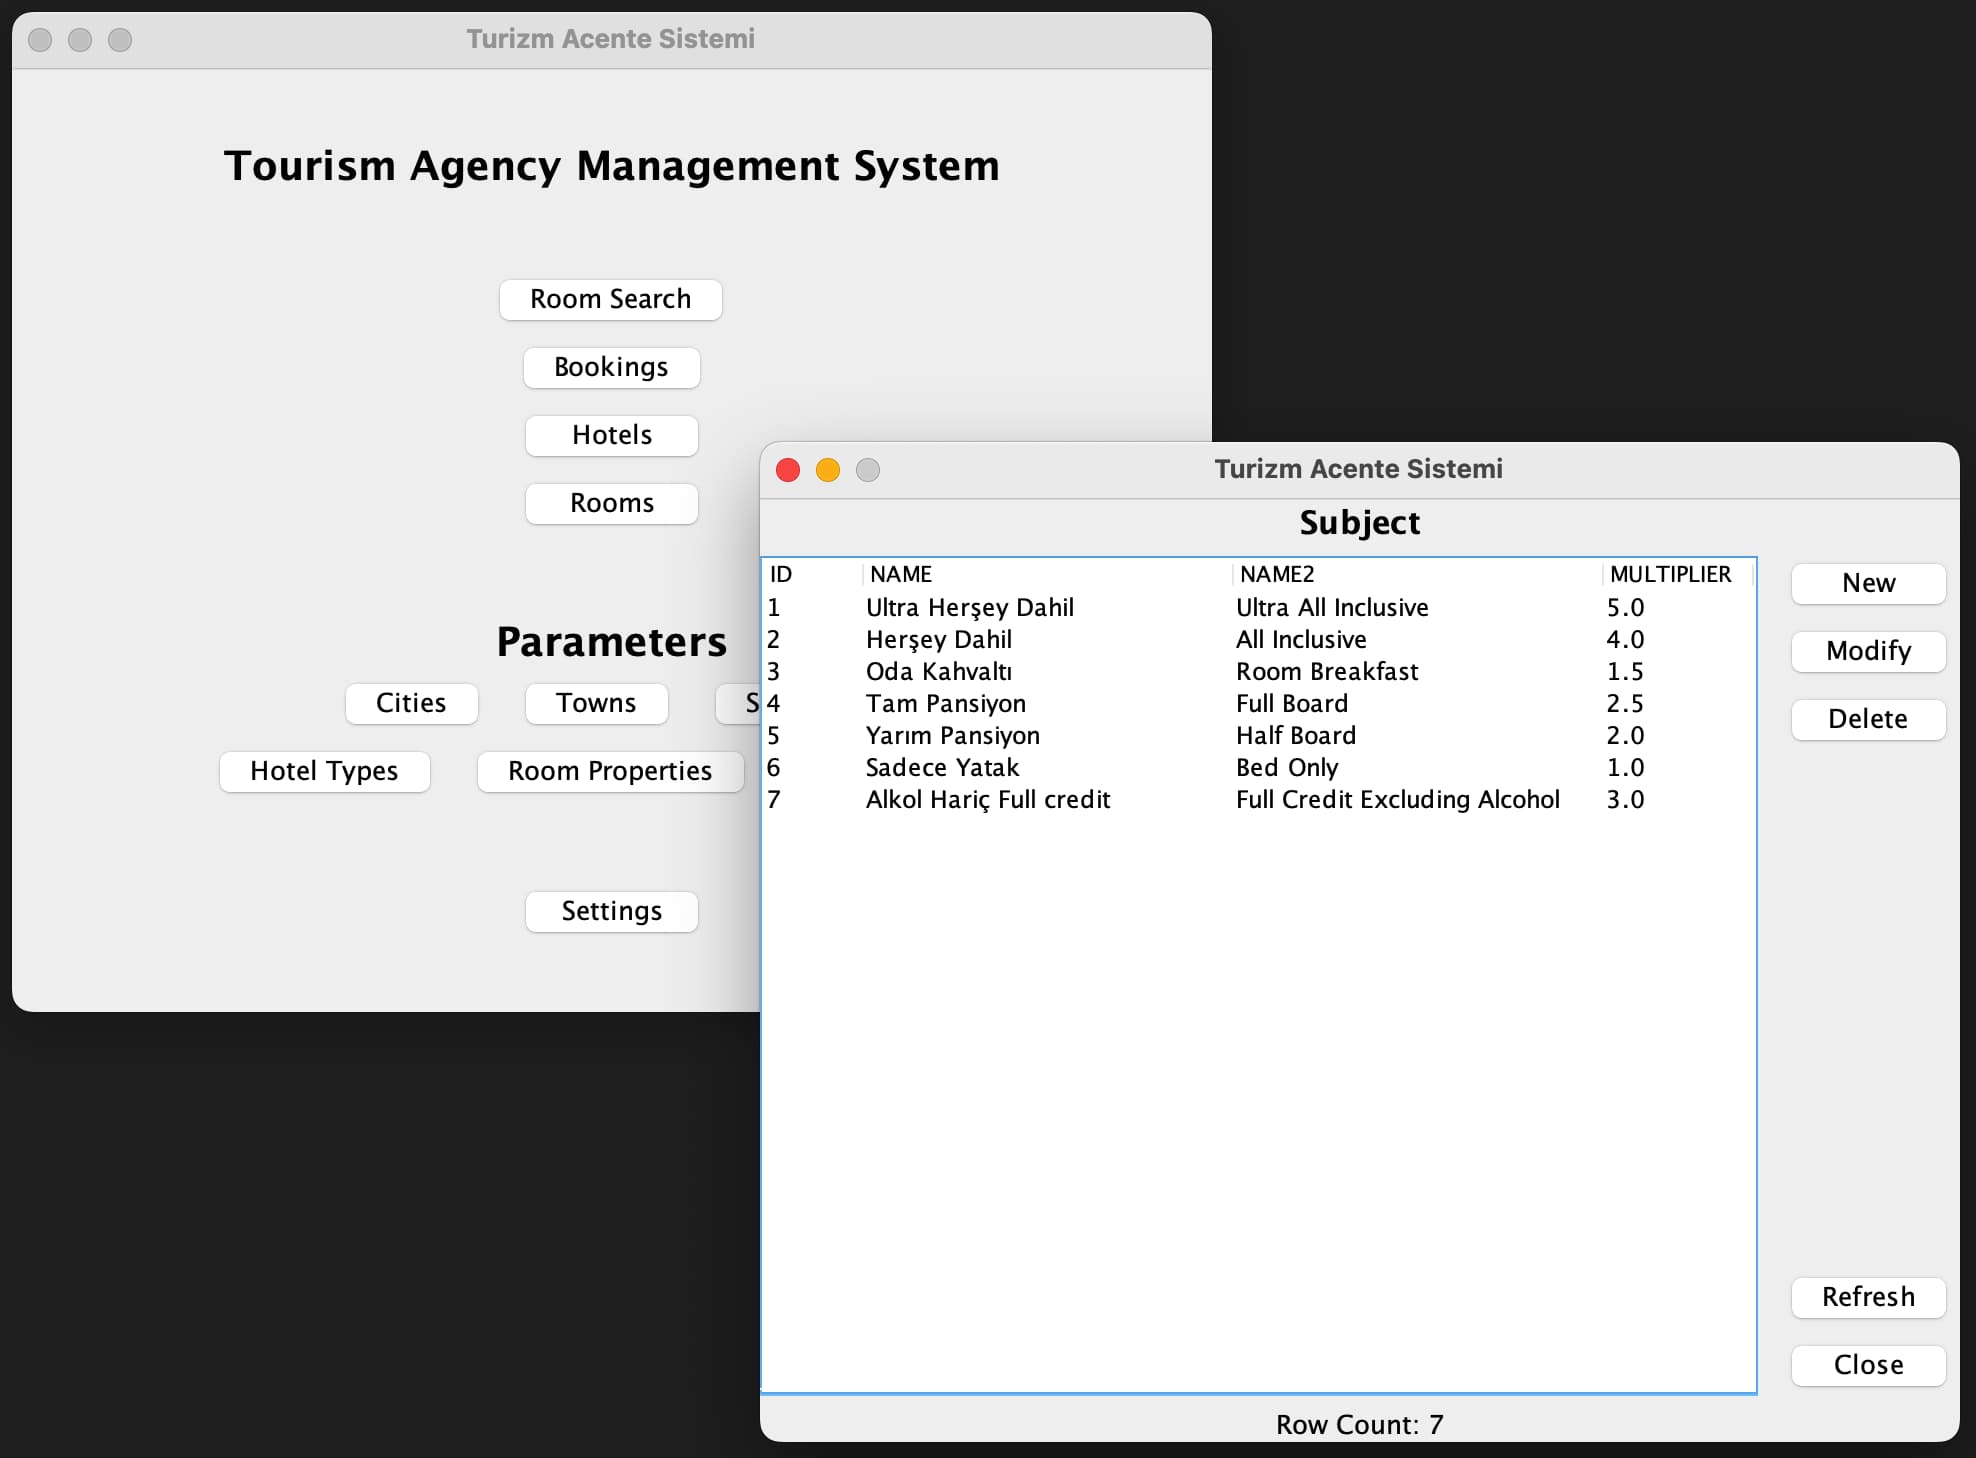 Turizm Acente Sistemi
Tourism Agency Management System
Room Search
Bookings
Hotels
Rooms
Parameters
Cities Towns
Hotel Types Room Properties
Settings
Turizm Acente Sistemi
Subject
ID NAME NAME2 MULTIPLIER
1 Ultra Herşey Dahil Ultra All Inclusive 5.0
2 Herşey Dahil All Inclusive 4.0
3 Oda Kahvaltı Room Breakfast 1.5
4 Tam Pansiyon Full Board 2.5
5 Yarım Pansiyon Half Board 2.0
6 Sadece Yatak Bed Only 1.0
7 Alkol Hariç Full credit Full Credit Excluding Alcohol 3.0
New
Modify
Delete
Refresh
Close
Row Count: 7